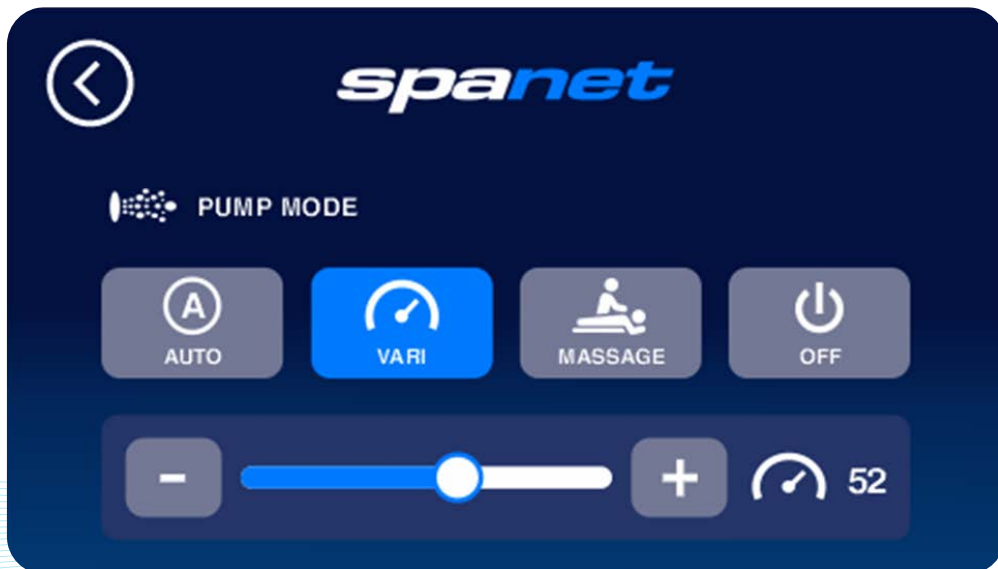 spanet
PUMP MODE
A
AUTO
VARI
MASSAGE
OFF
-
+
52